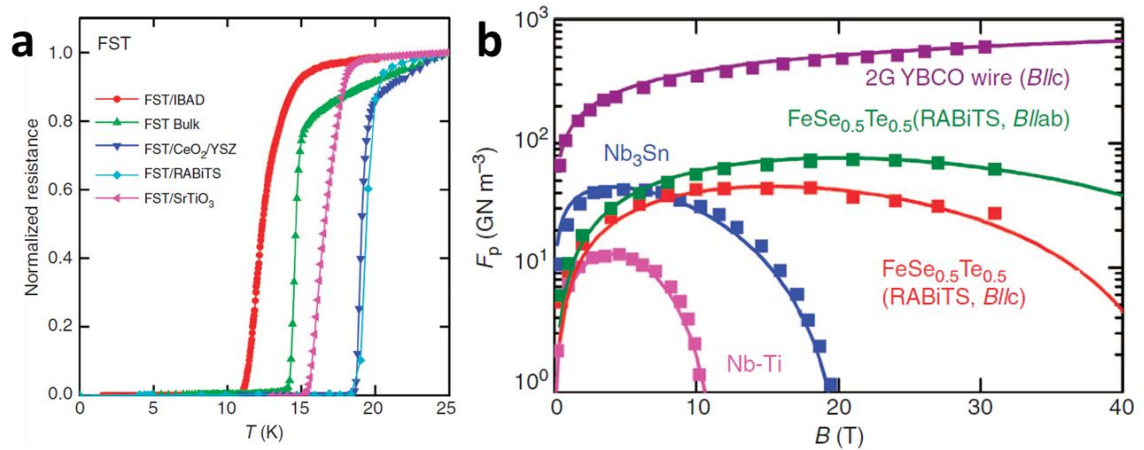 a
FST
FST/IBAD
FST Bulk
FST/CeO₂/YSZ
FST/RABiTS
FST/SrTiO₃
Normalized resistance
1.0
0.8
0.6
0.4
0.2
0.0
0 5 10 15 20 25
T (K)
b
10³
10²
10¹
10⁰
Fp (GN m⁻³)
2G YBCO wire (BIIc)
FeSe₀.₅Te₀.₅(RABiTS, BIIab)
Nb₃Sn
FeSe₀.₅Te₀.₅
(RABiTS, BIIc)
Nb-Ti
0 10 20 30 40
B (T)